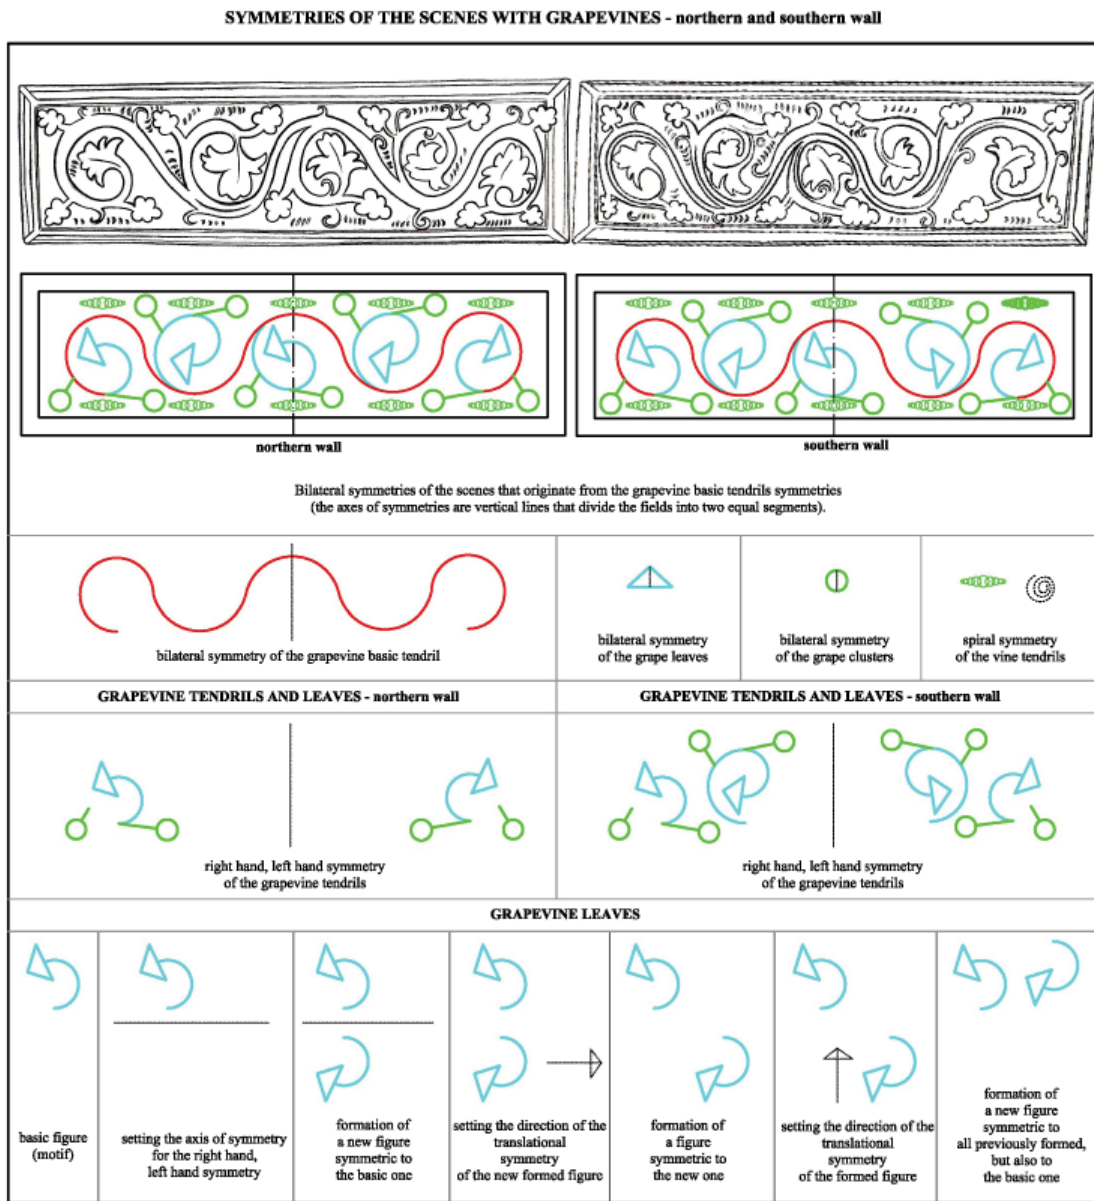 SYMMETRIES OF THE SCENES WITH GRAPEVINES - northern and southern wall
northern wall
southern wall
Bilateral symmetries of the scenes that originate from the grapevine basic tendrils symmetries
(the axes of symmetries are vertical lines that divide the fields into two equal segments).
bilateral symmetry of the grapevine basic tendril
bilateral symmetry
of the grape leaves
bilateral symmetry
of the grape clusters
spiral symmetry
of the vine tendrils
GRAPEVINE TENDRILS AND LEAVES - northern wall
GRAPEVINE TENDRILS AND LEAVES - southern wall
right hand, left hand symmetry
of the grapevine tendrils
right hand, left hand symmetry
of the grapevine tendrils
GRAPEVINE LEAVES
basic figure
(motif)
setting the axis of symmetry
for the right hand,
left hand symmetry
formation of
a new figure
symmetric to
the basic one
setting the direction of the
translational
symmetry
of the new formed figure
formation of
a figure
symmetric to
the new one
setting the direction of the
translational
symmetry
of the formed figure
formation of
a new figure
symmetric to
all previously formed,
but also to
the basic one